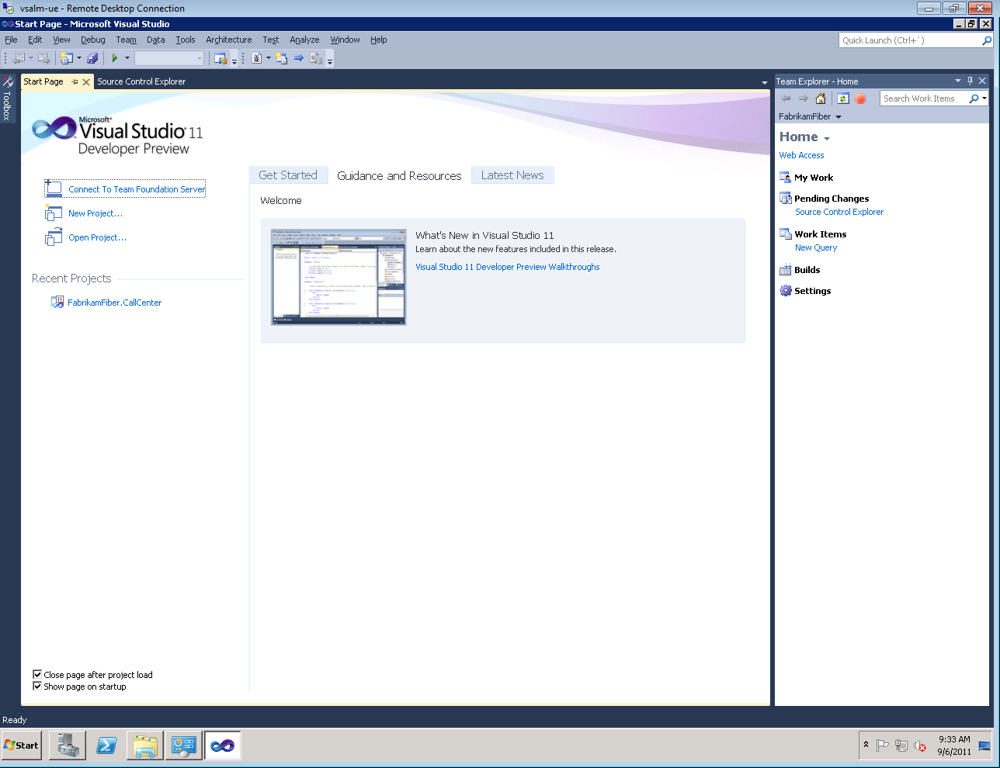 vsalm-ue - Remote Desktop Connection
Start Page - Microsoft Visual Studio
File Edit View Debug Team Data Tools Architecture Test Analyze Window Help
Quick Launch (Ctrl+`)
Toolbox
Start Page
Source Control Explorer
Microsoft®
Visual Studio® 11
Developer Preview
Connect To Team Foundation Server
New Project...
Open Project...
Recent Projects
FabrikamFiber.CallCenter
Close page after project load
Show page on startup
Get Started
Guidance and Resources
Latest News
Welcome
What's New in Visual Studio 11
Learn about the new features included in this release.
Visual Studio 11 Developer Preview Walkthroughs
Team Explorer - Home
Search Work Items
FabrikamFiber
Home
Web Access
My Work
Pending Changes
Source Control Explorer
Work Items
New Query
Builds
Settings
Ready
Start
9:33 AM
9/6/2011